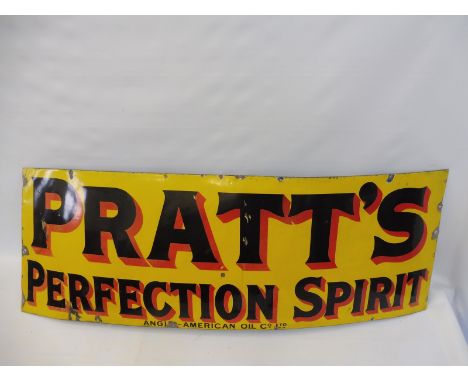 PRATT'S
PERFECTION SPIRIT
ANGLO-AMERICAN OIL CO LTD